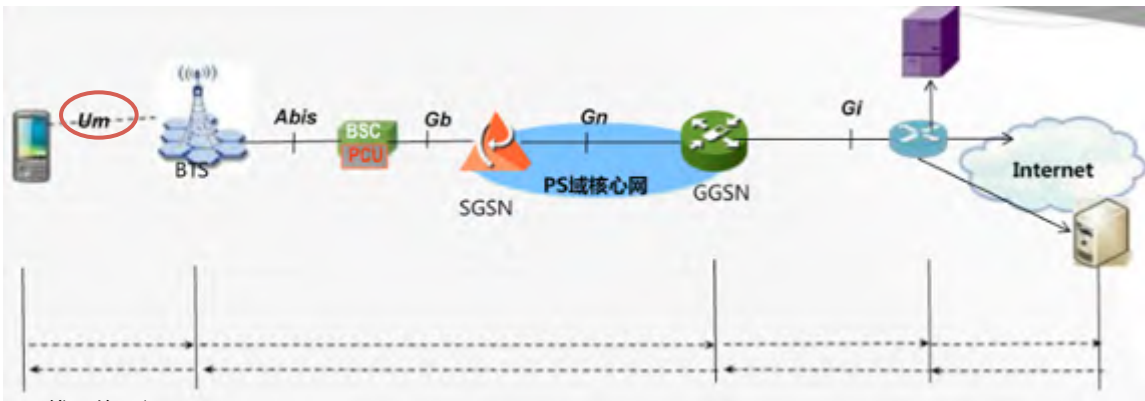 Um
Abis
BSC
PCU
Gb
Gn
Gi
BTS
SGSN
PS域核心网
GGSN
Internet